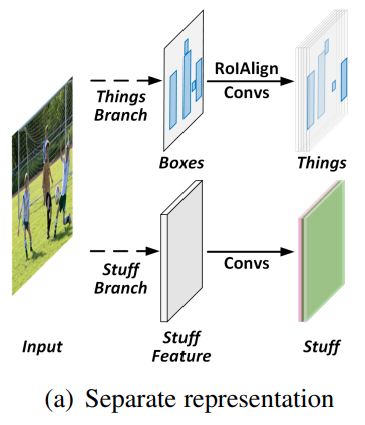 RoIAlign
Things
Branch
Convs
Boxes
Things
Stuff
Branch
Convs
Input
Stuff
Feature
Stuff
(a) Separate representation